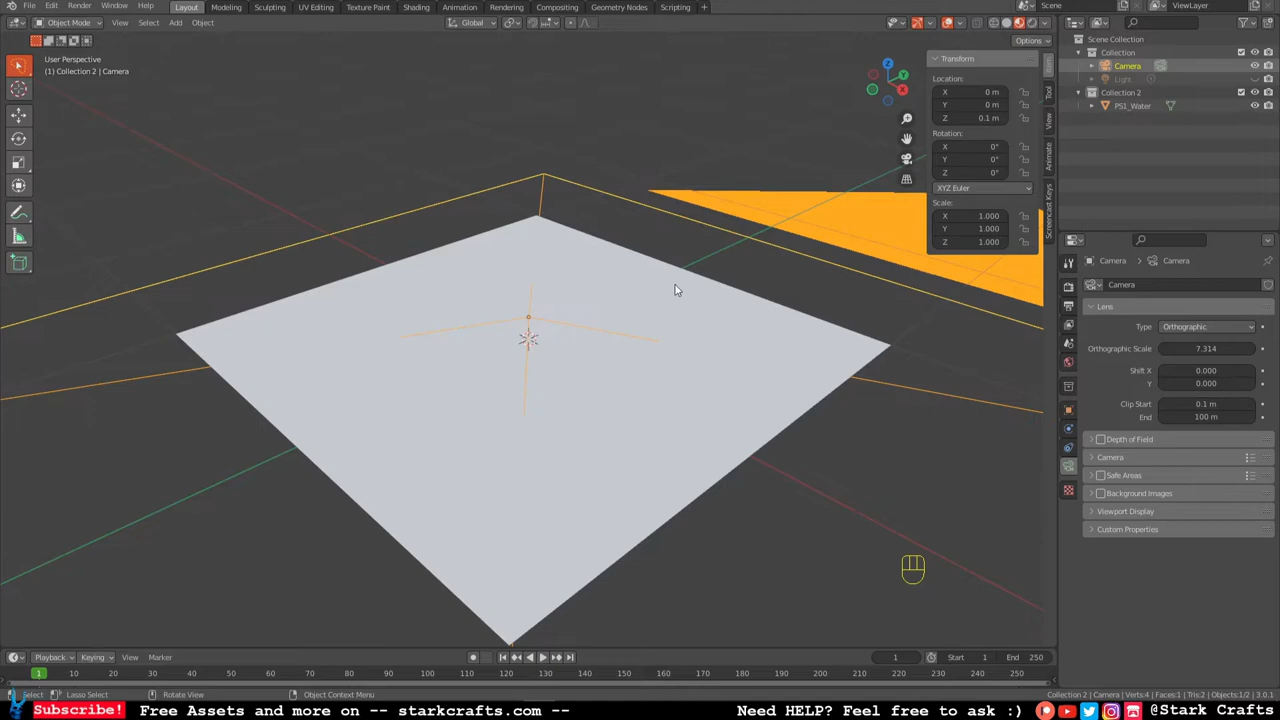 File Edit Render Window Help Layout Modeling Sculpting UV Editing Texture Paint Shading Animation Rendering Compositing Geometry Nodes Scripting + Scene ViewLayer
Object Mode View Select Add Object Global
Options
User Perspective
(1) Collection 2 | Camera
Transform
Location:
X 0 m
Y 0 m
Z 0.1 m
Rotation:
X 0°
Y 0°
Z 0°
XYZ Euler
Scale:
X 1.000
Y 1.000
Z 1.000
Z
Y
X
Item
Tool
View
Animate
Screencast Keys
Scene Collection
Collection
Camera
Light
Collection 2
PS1_Water
Camera Camera
Camera
Lens
Type Orthographic
Orthographic Scale 7.314
Shift X 0.000
Y 0.000
Clip Start 0.1 m
End 100 m
Depth of Field
Camera
Safe Areas
Background Images
Viewport Display
Custom Properties
Playback Keying View Marker 1 Start 1 End 250
1 10 20 30 40 50 60 70 80 90 100 110 120 130 140 150 160 170 180 190 200 210 220 230 240 250
Select Lasso Select Rotate View Object Context Menu Collection 2 | Camera | Verts:4 | Faces:1 | Tris:2 | Objects:1/2 | 3.0.1
Subscribe! Free Assets and more on -- starkcrafts.com -- Need HELP? Feel free to ask :) @Stark Crafts